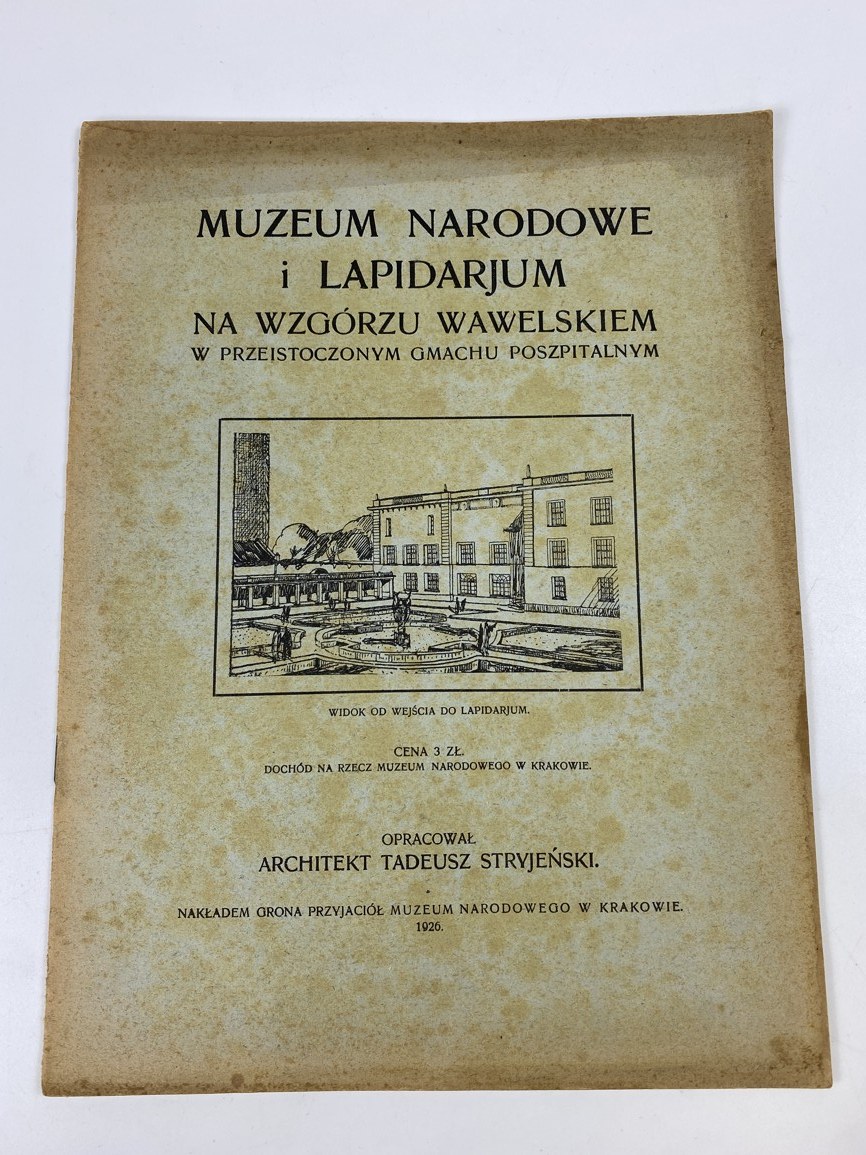 MUZEUM NARODOWE
i LAPIDARJUM
NA WZGÓRZU WAWELSKIEM
W PRZEISTOCZONYM GMACHU POSZPITALNYM
WIDOK OD WEJŚCIA DO LAPIDARJUM.
CENA 3 ZŁ.
DOCHÓD NA RZECZ MUZEUM NARODOWEGO W KRAKOWIE.
OPRACOWAŁ
ARCHITEKT TADEUSZ STRYJEŃSKI.
NAKŁADEM GRONA PRZYJACIÓŁ MUZEUM NARODOWEGO W KRAKOWIE.
1926.